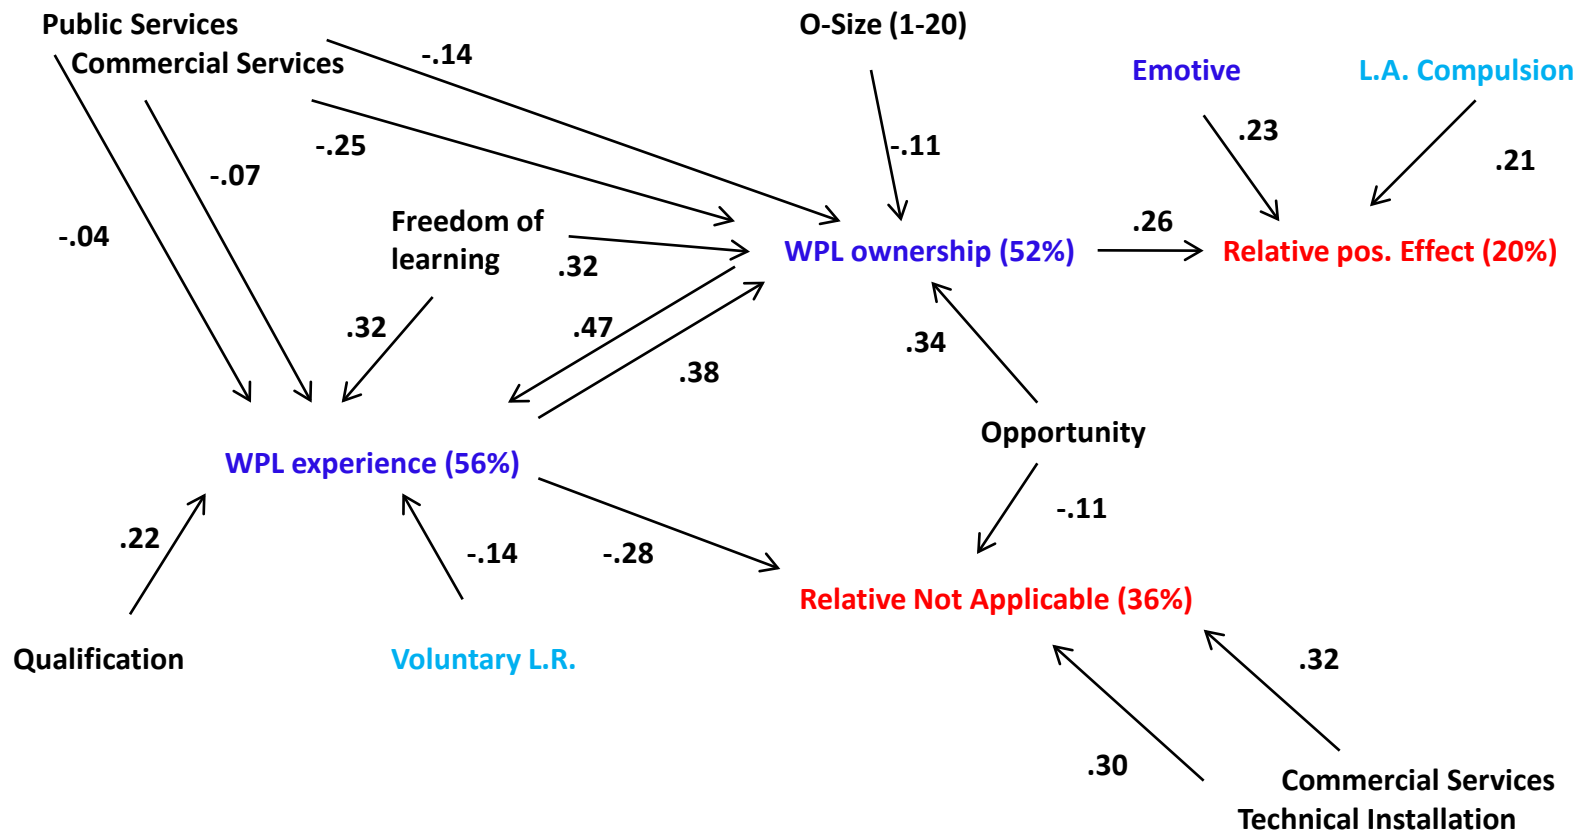 Public Services
Commercial Services
O-Size (1-20)
Emotive
L.A. Compulsion
-.14
-.25
-.11
.23
.21
-.07
-.04
Freedom of
learning
.32
WPL ownership (52%)
.26
Relative pos. Effect (20%)
.32
.47
.38
.34
Opportunity
WPL experience (56%)
-.11
.22
-.14
-.28
Relative Not Applicable (36%)
Qualification
Voluntary L.R.
.32
.30
Commercial Services
Technical Installation